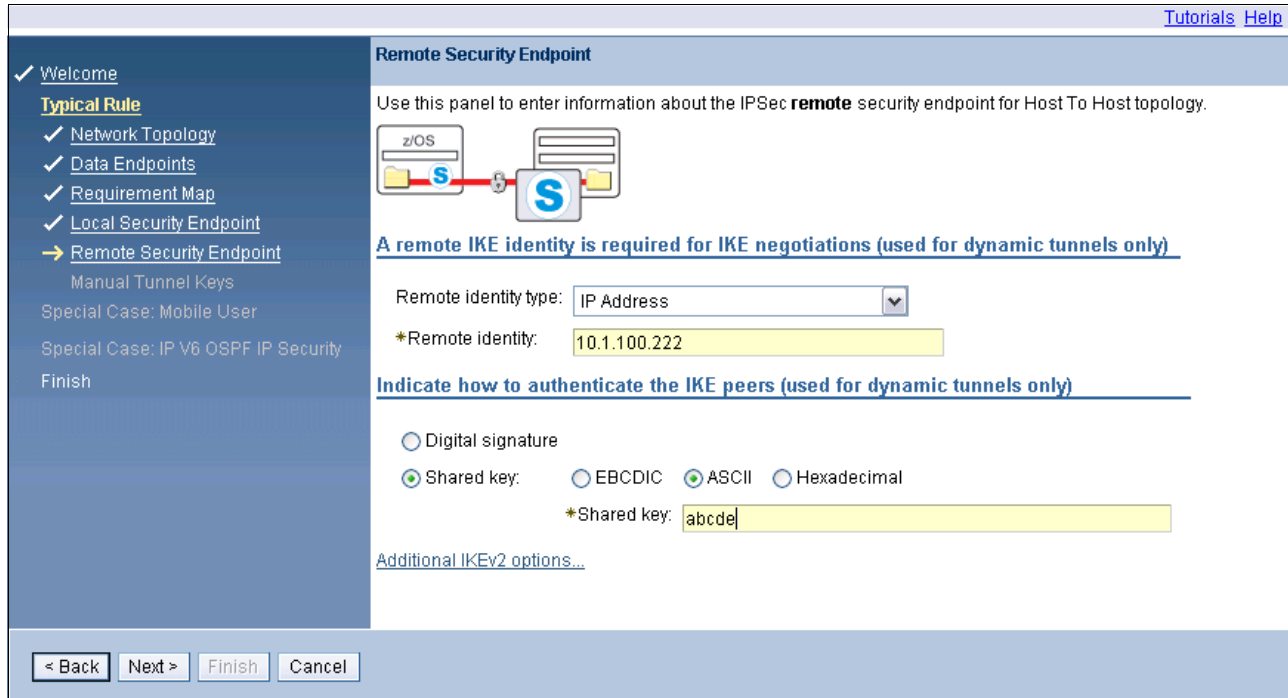 Tutorials Help
✓ Welcome
Typical Rule
✓ Network Topology
✓ Data Endpoints
✓ Requirement Map
✓ Local Security Endpoint
→ Remote Security Endpoint
Manual Tunnel Keys
Special Case: Mobile User
Special Case: IP V6 OSPF IP Security
Finish
Remote Security Endpoint
Use this panel to enter information about the IPSec remote security endpoint for Host To Host topology.
z/OS
S
S
A remote IKE identity is required for IKE negotiations (used for dynamic tunnels only)
Remote identity type: IP Address
*Remote identity: 10.1.100.222
Indicate how to authenticate the IKE peers (used for dynamic tunnels only)
Digital signature
Shared key: EBCDIC ASCII Hexadecimal
*Shared key: abcde
Additional IKEv2 options...
< Back Next > Finish Cancel